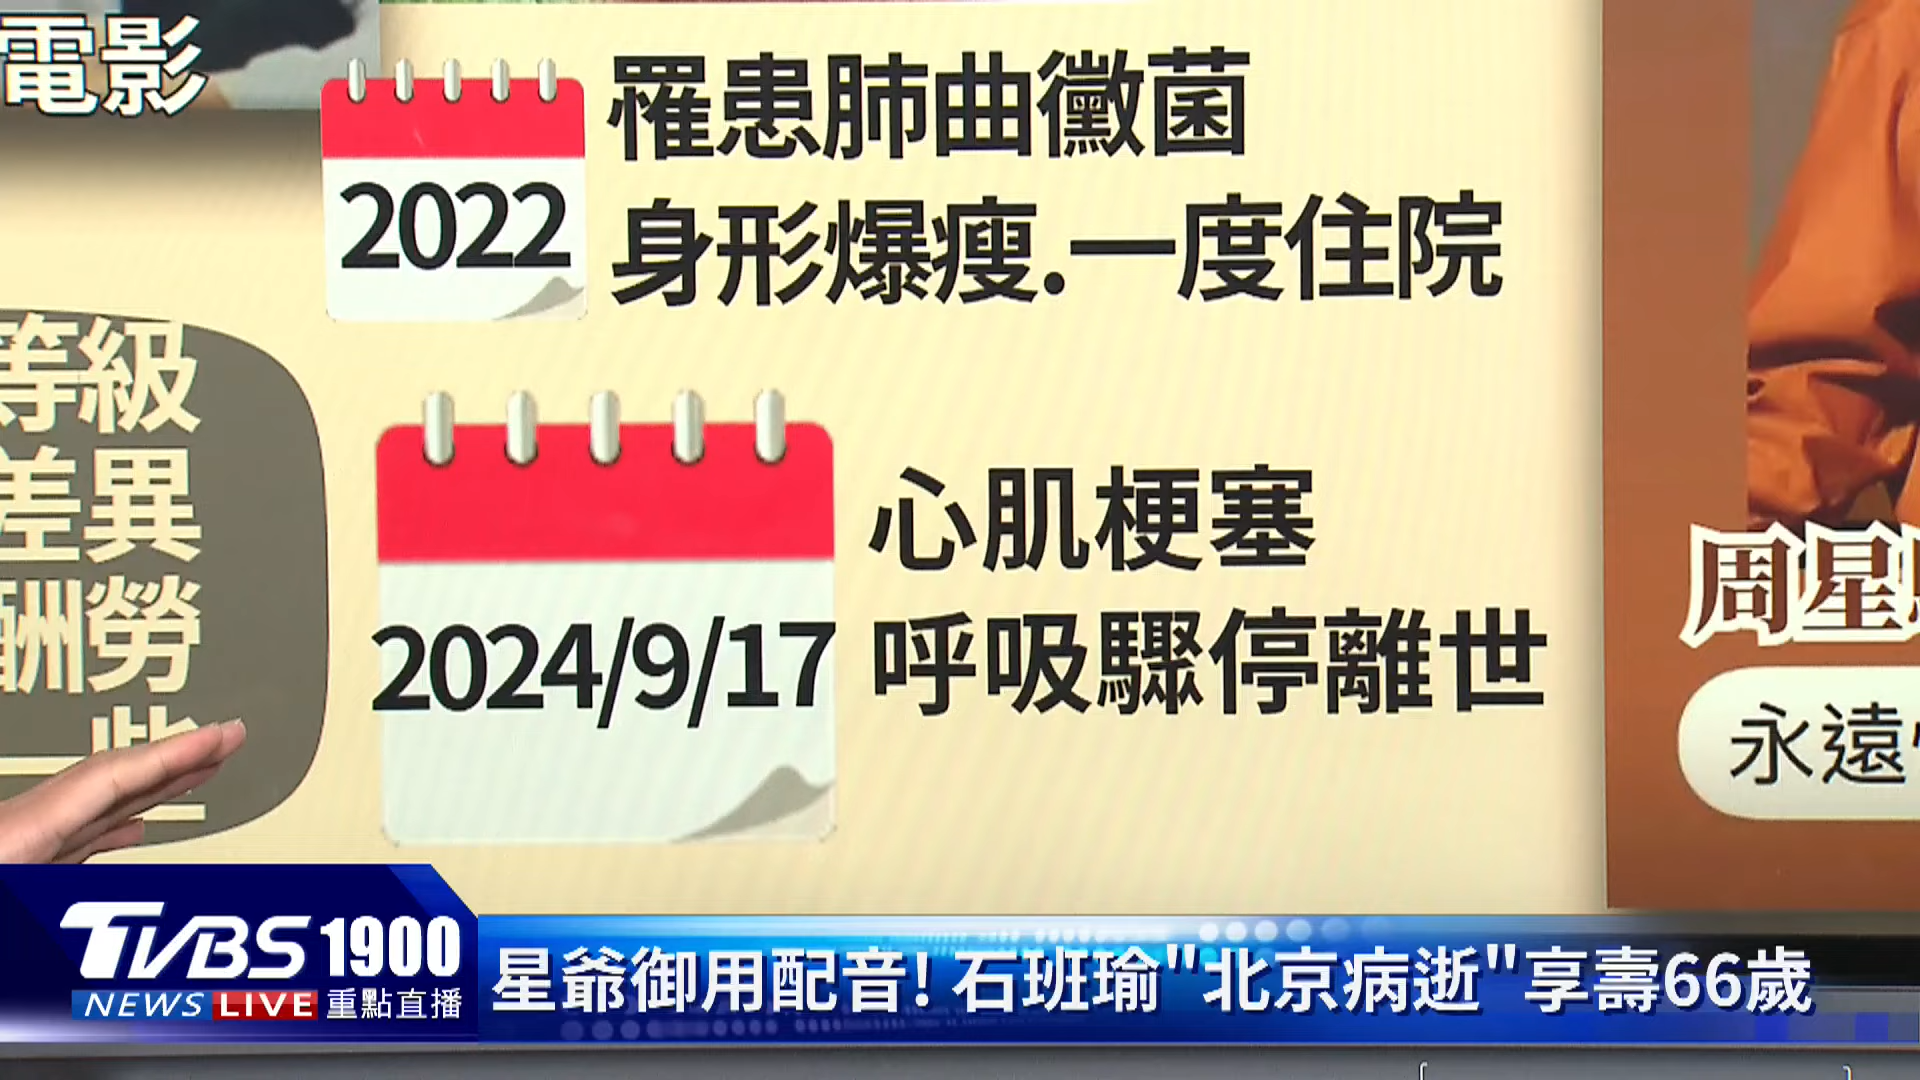 電影
2022
罹患肺曲黴菌
身形爆瘦.一度住院
等級
差異
酬勞
一些
2024/9/17
心肌梗塞
呼吸驟停離世
周星
永遠
TVBS 1900
NEWS LIVE 重點直播
星爺御用配音! 石班瑜"北京病逝"享壽66歲